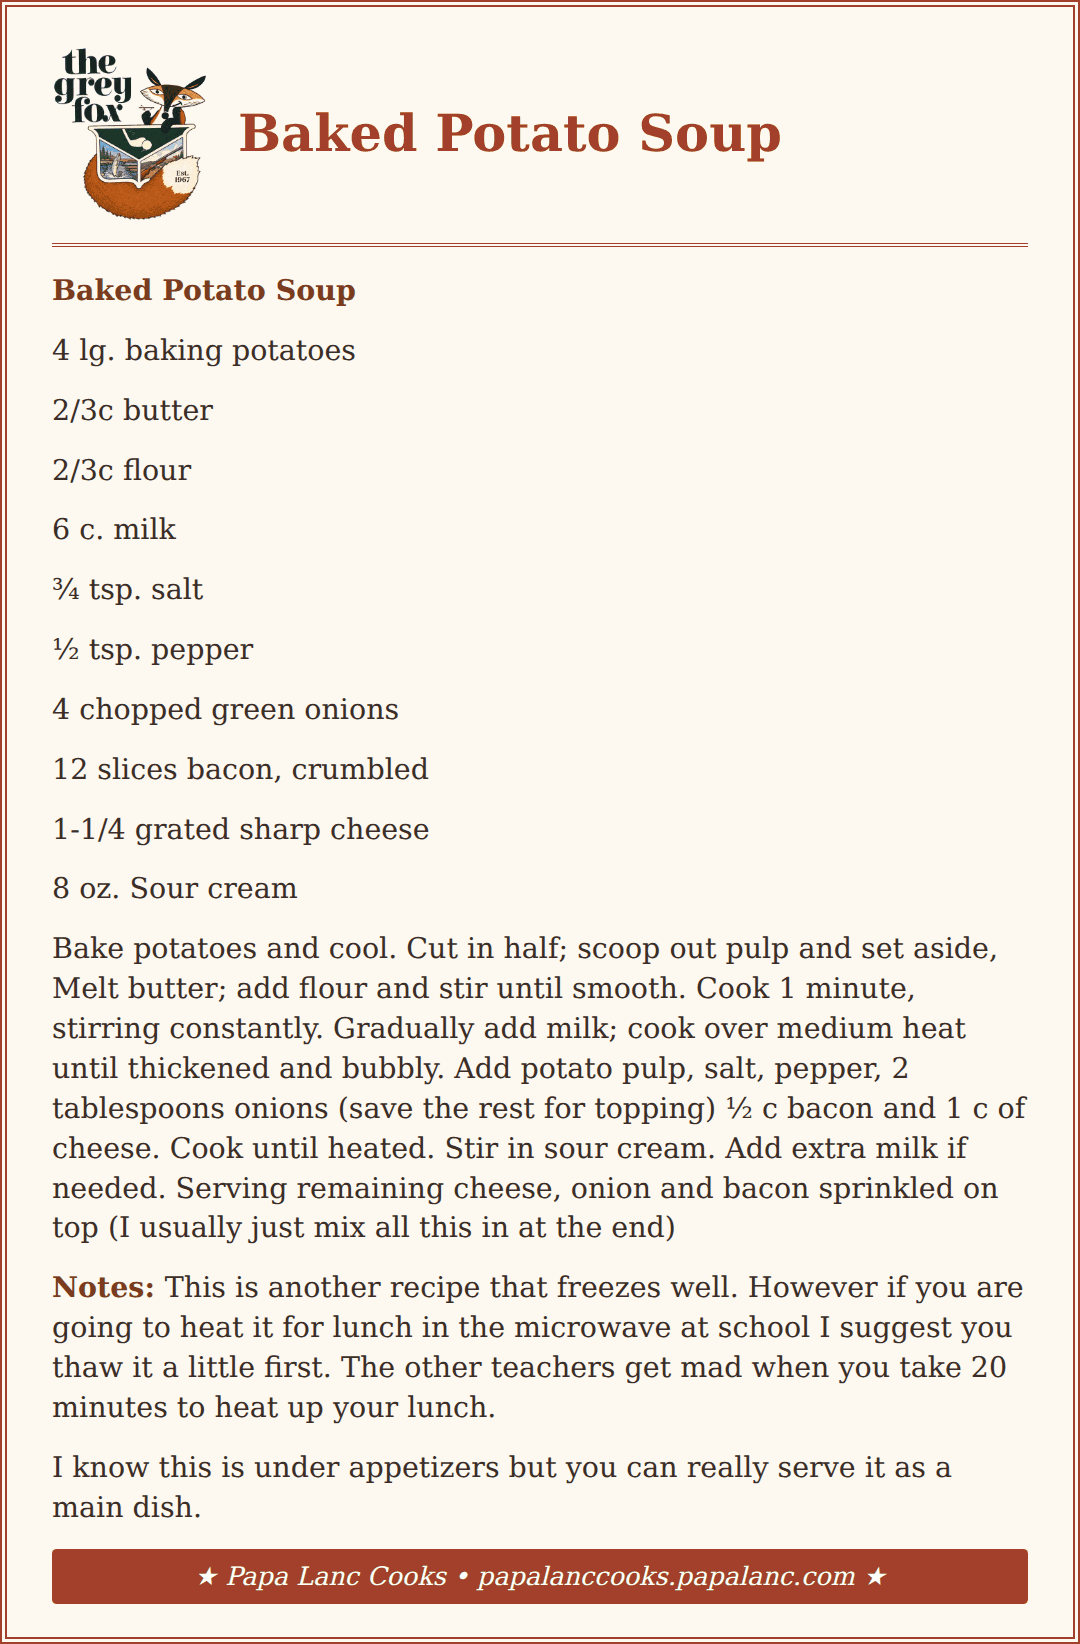 the
grey
fox
Est.
1967
Baked Potato Soup
Baked Potato Soup
4 lg. baking potatoes
2/3c butter
2/3c flour
6 c. milk
¾ tsp. salt
½ tsp. pepper
4 chopped green onions
12 slices bacon, crumbled
1-1/4 grated sharp cheese
8 oz. Sour cream
Bake potatoes and cool. Cut in half; scoop out pulp and set aside,
Melt butter; add flour and stir until smooth. Cook 1 minute,
stirring constantly. Gradually add milk; cook over medium heat
until thickened and bubbly. Add potato pulp, salt, pepper, 2
tablespoons onions (save the rest for topping) ½ c bacon and 1 c of
cheese. Cook until heated. Stir in sour cream. Add extra milk if
needed. Serving remaining cheese, onion and bacon sprinkled on
top (I usually just mix all this in at the end)
Notes: This is another recipe that freezes well. However if you are
going to heat it for lunch in the microwave at school I suggest you
thaw it a little first. The other teachers get mad when you take 20
minutes to heat up your lunch.
I know this is under appetizers but you can really serve it as a
main dish.
★ Papa Lanc Cooks • papalanccooks.papalanc.com ★